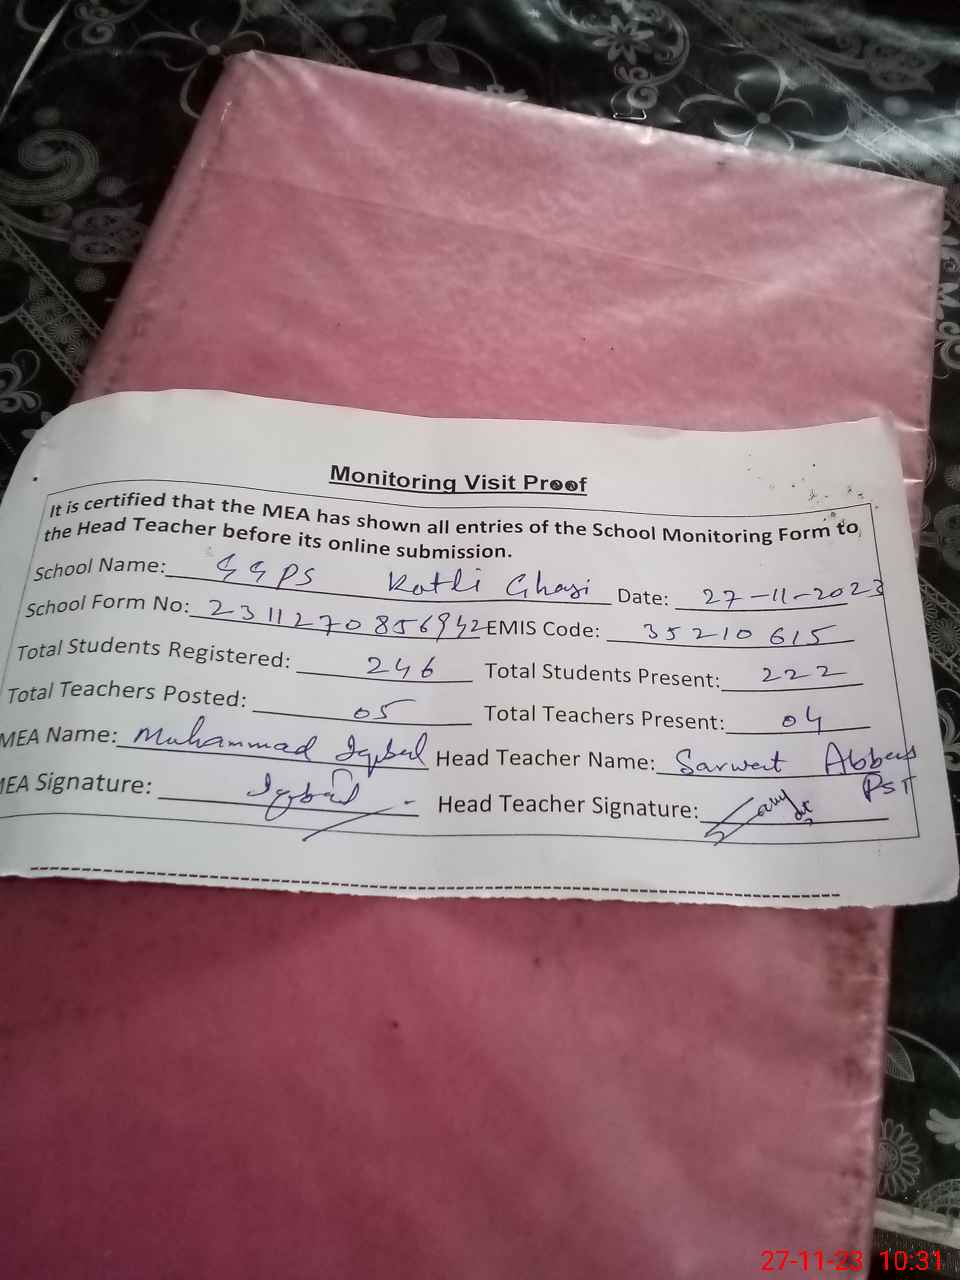 Monitoring Visit Proof
It is certified that the MEA has shown all entries of the School Monitoring Form to
the Head Teacher before its online submission.
School Name: GGPS Kotli Ghasi Date: 27-11-2023
School Form No: 2311270856942 EMIS Code: 35210615
Total Students Registered: 246 Total Students Present: 222
Total Teachers Posted: 05 Total Teachers Present: 04
MEA Name: Muhammad Iqbal Head Teacher Name: Sarwat Abbas
PST
MEA Signature: Iqbal Head Teacher Signature:
27-11-23 10:31